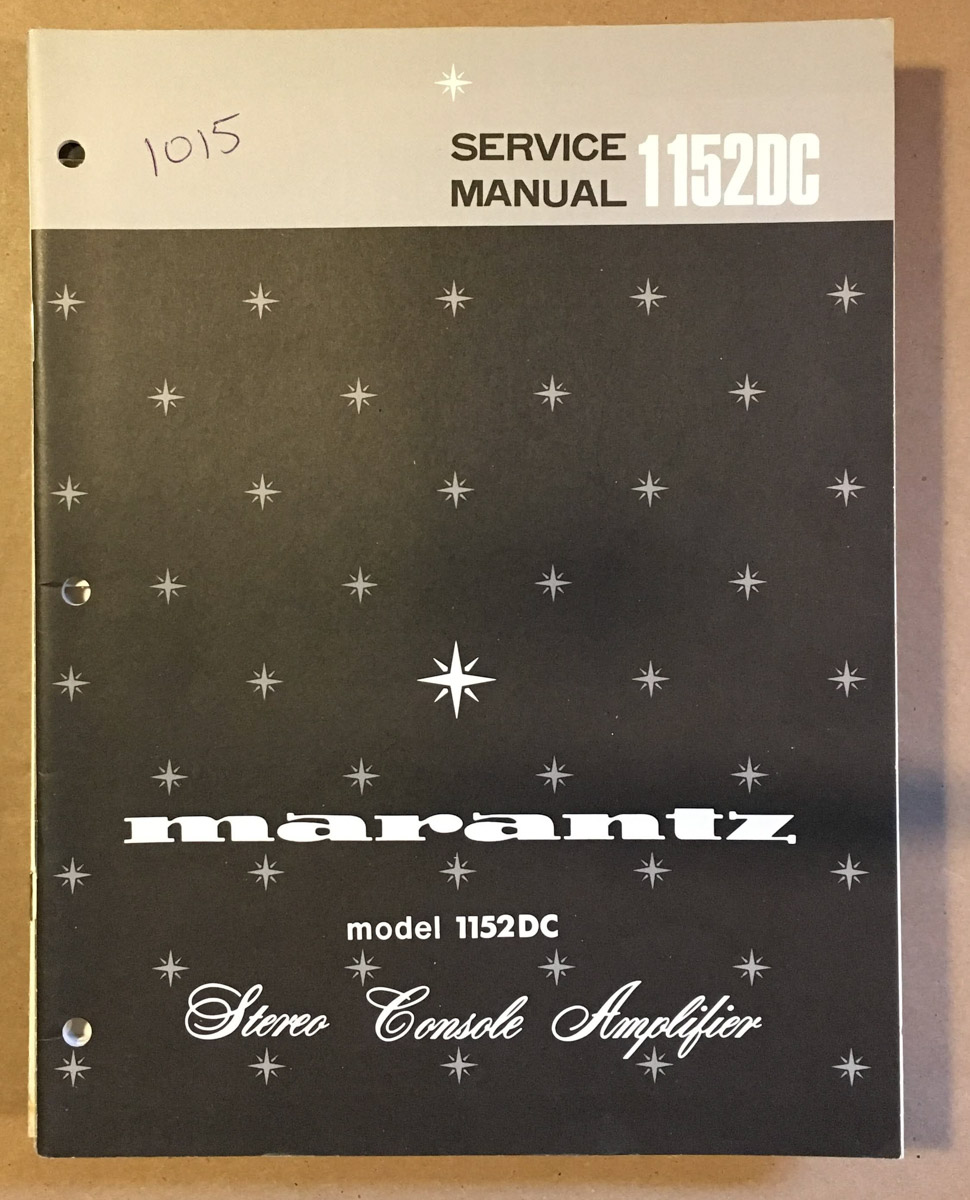 1015
SERVICE
MANUAL 1152DC
marantz
model 1152DC
Stereo Console Amplifier